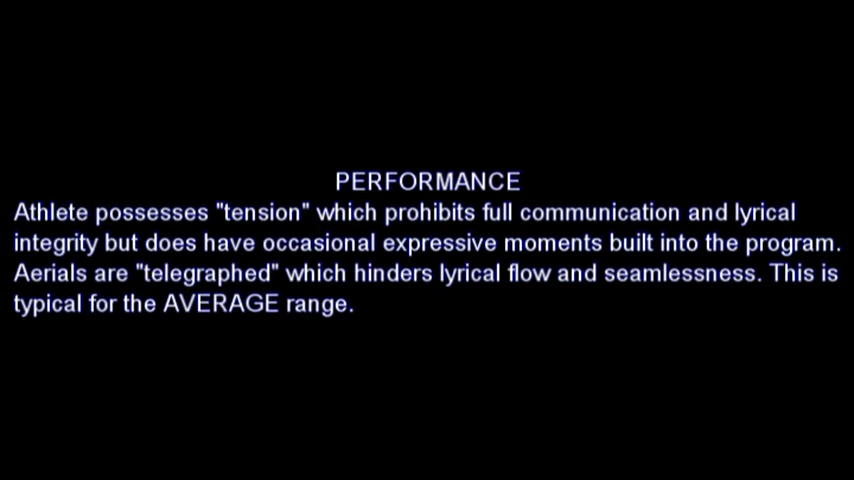 PERFORMANCE
Athlete possesses "tension" which prohibits full communication and lyrical
integrity but does have occasional expressive moments built into the program.
Aerials are "telegraphed" which hinders lyrical flow and seamlessness. This is
typical for the AVERAGE range.